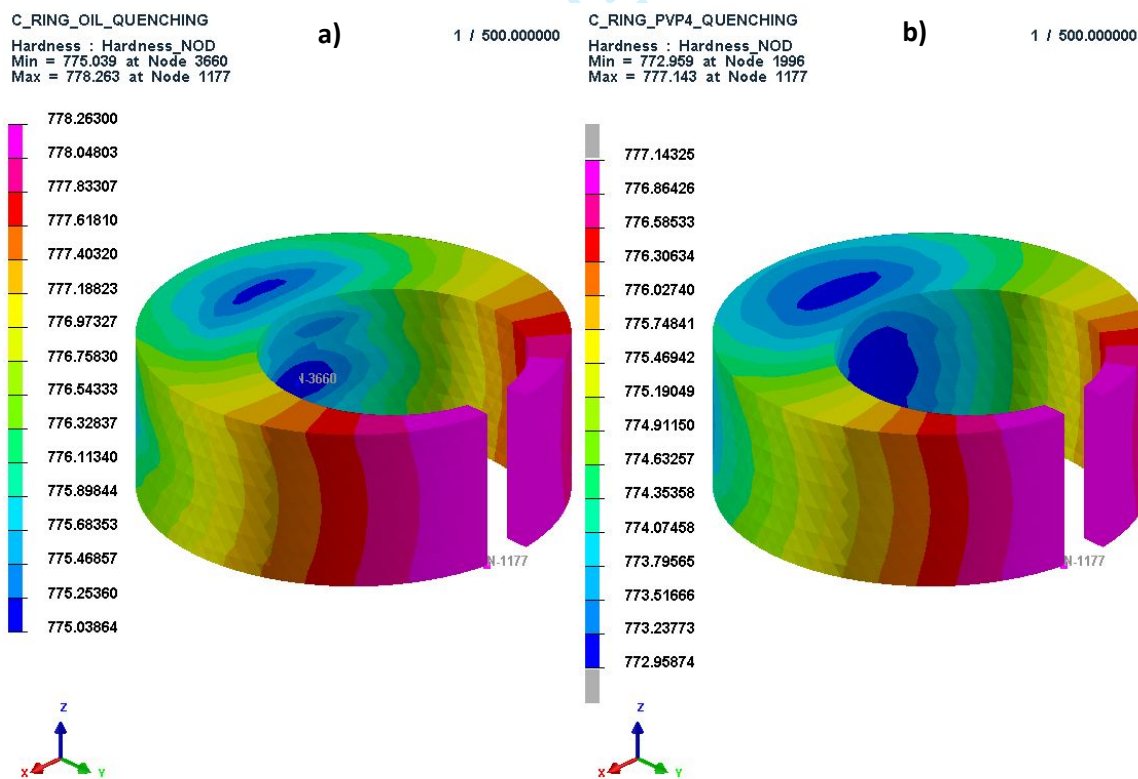 C_RING_OIL_QUENCHING
a)
1 / 500.000000
Hardness : Hardness_NOD
Min = 775.039 at Node 3660
Max = 778.263 at Node 1177
778.26300
778.04803
777.83307
777.61810
777.40320
777.18823
776.97327
776.75830
776.54333
776.32837
776.11340
775.89844
775.68353
775.46857
775.25360
775.03864
N-3660
N-1177
Z
X
Y
C_RING_PVP4_QUENCHING
b)
1 / 500.000000
Hardness : Hardness_NOD
Min = 772.959 at Node 1996
Max = 777.143 at Node 1177
777.14325
776.86426
776.58533
776.30634
776.02740
775.74841
775.46942
775.19049
774.91150
774.63257
774.35358
774.07458
773.79565
773.51666
773.23773
772.95874
N-1177
Z
X
Y